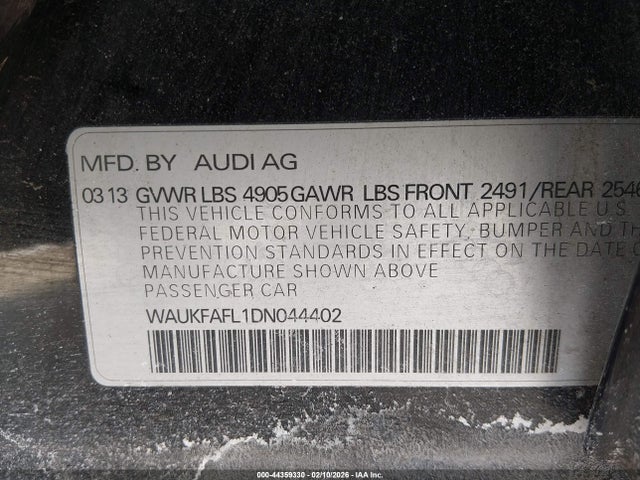 MFD. BY AUDI AG
03 13 GVWR LBS 4905 GAWR LBS FRONT 2491/REAR 2546
THIS VEHICLE CONFORMS TO ALL APPLICABLE U.S.
FEDERAL MOTOR VEHICLE SAFETY, BUMPER AND
PREVENTION STANDARDS IN EFFECT ON THE DATE
MANUFACTURE SHOWN ABOVE
PASSENGER CAR
WAUKFAFL1DN044402
000-44359330 - 02/10/2026 - IAA Inc.